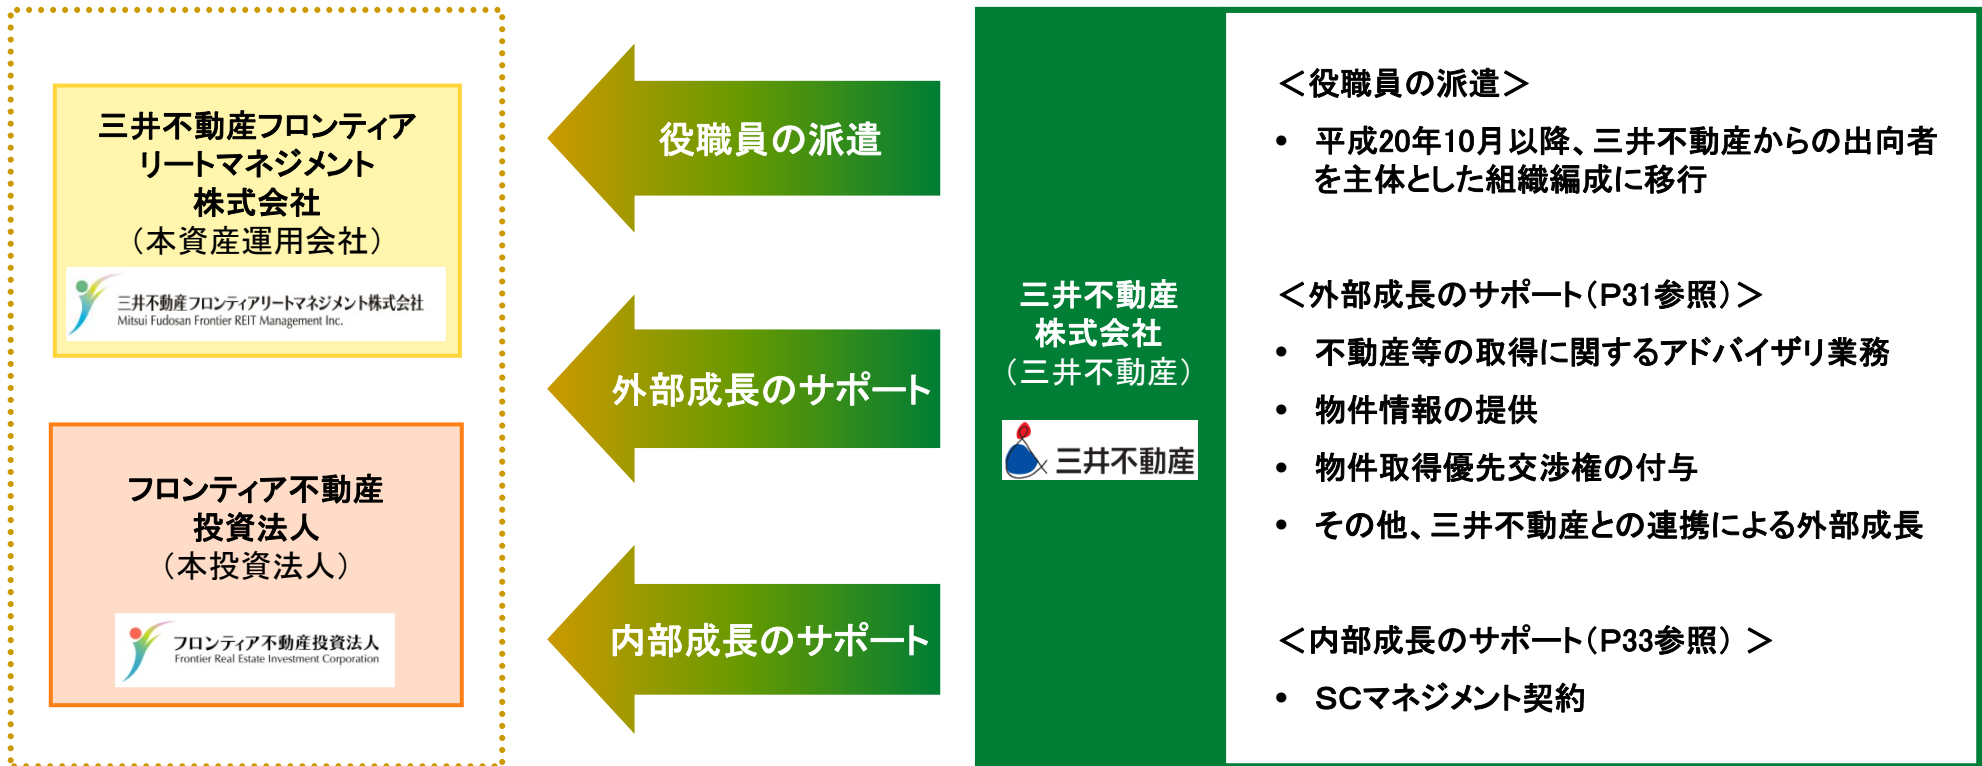 三井不動産フロンティア
リートマネジメント
株式会社
（本資産運用会社）
三井不動産フロンティアリートマネジメント株式会社
Mitsui Fudosan Frontier REIT Management Inc.
フロンティア不動産
投資法人
（本投資法人）
フロンティア不動産投資法人
Frontier Real Estate Investment Corporation
役職員の派遣
外部成長のサポート
内部成長のサポート
三井不動産
株式会社
（三井不動産）
三井不動産
＜役職員の派遣＞
• 平成20年10月以降、三井不動産からの出向者
を主体とした組織編成に移行
＜外部成長のサポート（P31参照）＞
• 不動産等の取得に関するアドバイザリ業務
• 物件情報の提供
• 物件取得優先交渉権の付与
• その他、三井不動産との連携による外部成長
＜内部成長のサポート（P33参照） ＞
• SCマネジメント契約